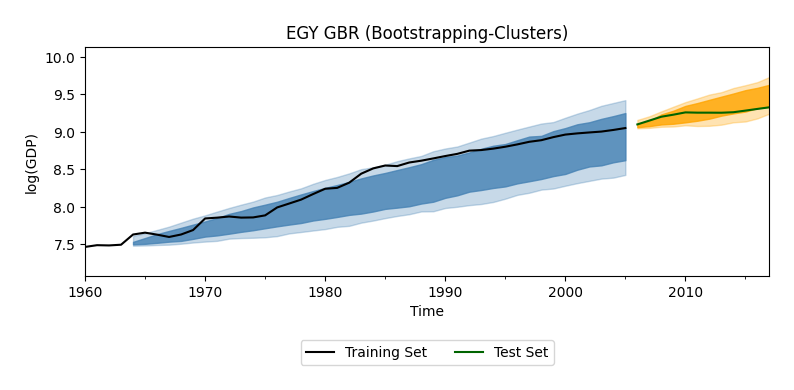 EGY GBR (Bootstrapping-Clusters)
10.0
9.5
9.0
8.5
8.0
7.5
log(GDP)
1960 1970 1980 1990 2000 2010
Time
Training Set Test Set